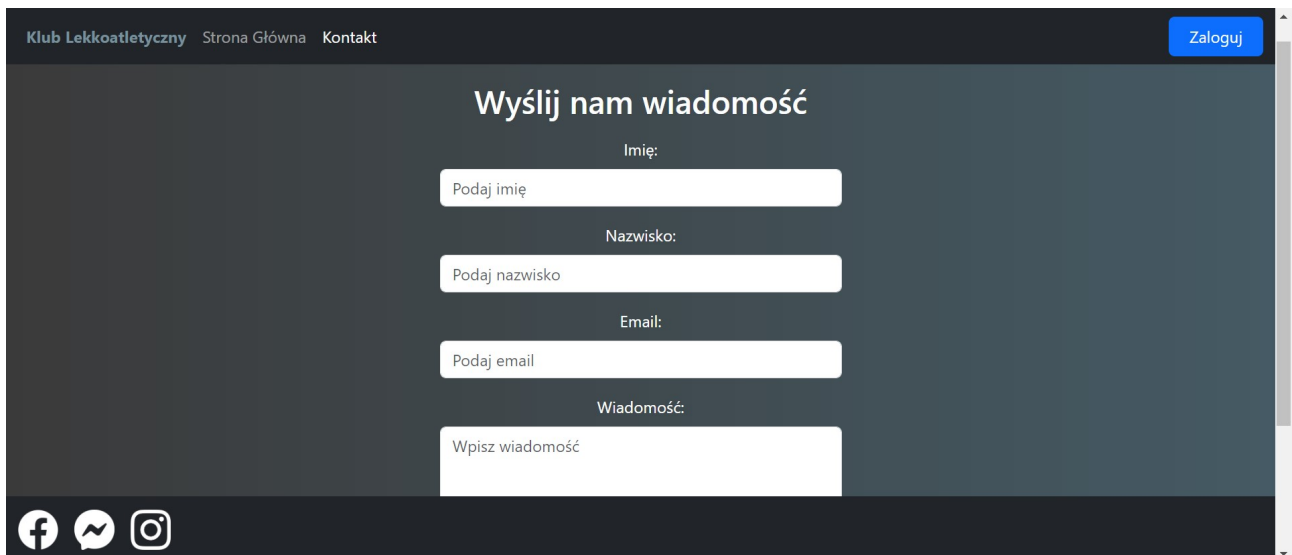 Klub Lekkoatletyczny Strona Główna Kontakt Zaloguj
Wyślij nam wiadomość
Imię:
Podaj imię
Nazwisko:
Podaj nazwisko
Email:
Podaj email
Wiadomość:
Wpisz wiadomość